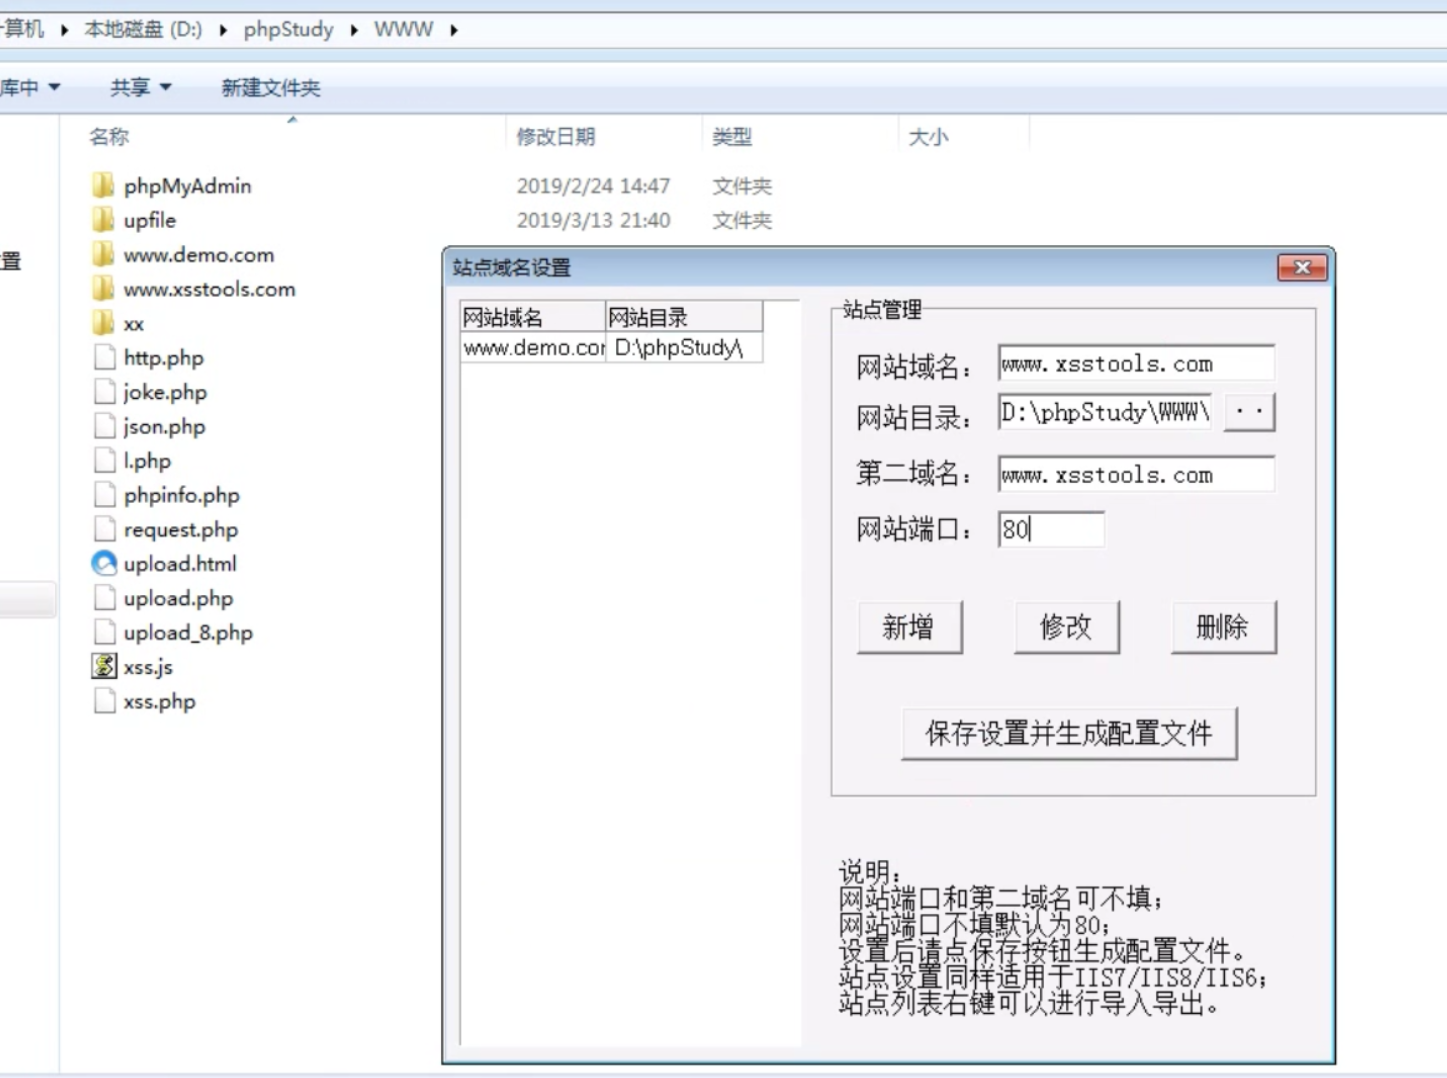 计算机 ▸ 本地磁盘 (D:) ▸ phpStudy ▸ WWW ▸
库中 共享 新建文件夹
名称 修改日期 类型 大小
phpMyAdmin 2019/2/24 14:47 文件夹
upfile 2019/3/13 21:40 文件夹
www.demo.com
置
www.xsstools.com
xx
http.php
joke.php
json.php
l.php
phpinfo.php
request.php
upload.html
upload.php
upload_8.php
xss.js
xss.php
站点域名设置
网站域名 网站目录
www.demo.cor D:\phpStudy\
站点管理
网站域名： www.xsstools.com
网站目录： D:\phpStudy\WWW\ ..
第二域名： www.xsstools.com
网站端口： 80
新增 修改 删除
保存设置并生成配置文件
说明：
网站端口和第二域名可不填；
网站端口不填默认为80；
设置后请点保存按钮生成配置文件。
站点设置同样适用于IIS7/IIS8/IIS6；
站点列表右键可以进行导入导出。